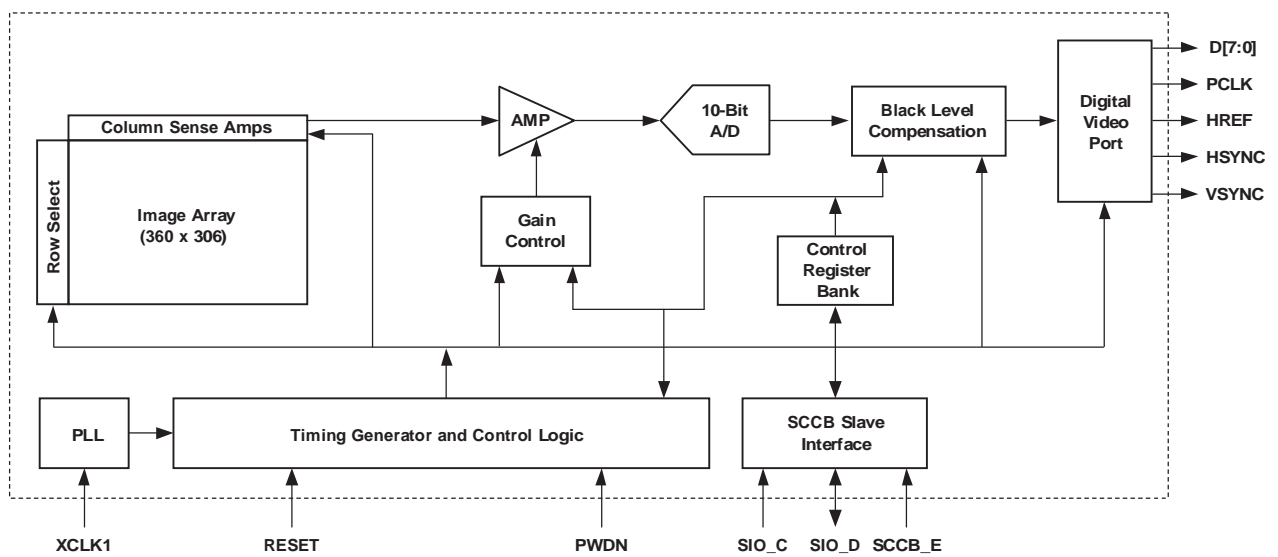 D[7:0]
PCLK
HREF
HSYNC
VSYNC
Column Sense Amps
Row Select
Image Array
(360 x 306)
AMP
10-Bit
A/D
Black Level
Compensation
Digital
Video
Port
Gain
Control
Control
Register
Bank
PLL
Timing Generator and Control Logic
SCCB Slave
Interface
XCLK1
RESET
PWDN
SIO_C
SIO_D
SCCB_E